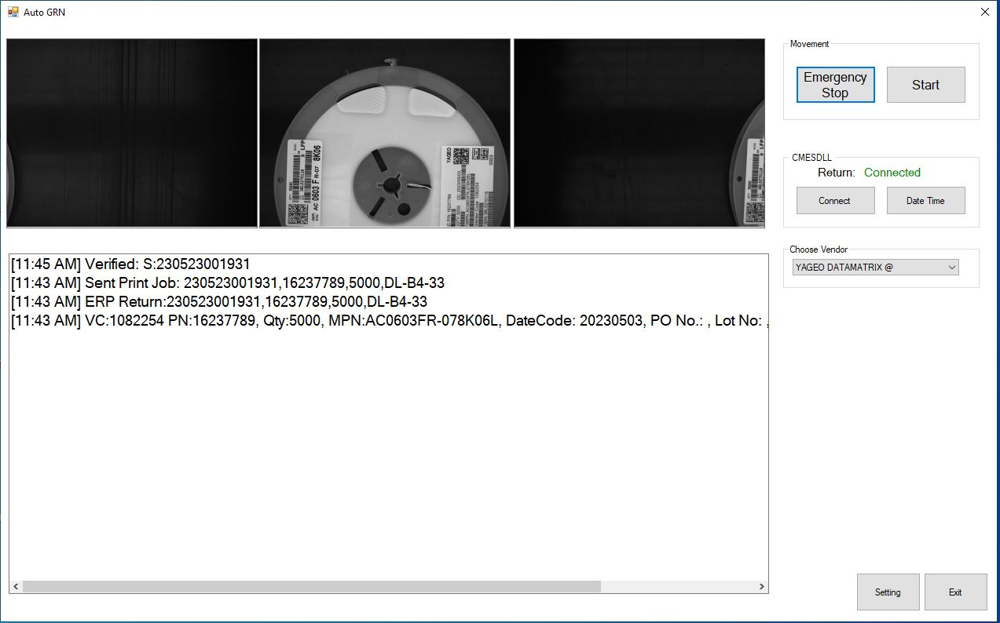 Auto GRN
8K06
LFP
AC 0603 F R-07
YAGEO
Movement
Emergency
Stop
Start
CMESDLL
Return: Connected
Connect
Date Time
Choose Vendor
YAGEO DATAMATRIX @
[11:45 AM] Verified: S:230523001931
[11:43 AM] Sent Print Job: 230523001931,16237789,5000,DL-B4-33
[11:43 AM] ERP Return:230523001931,16237789,5000,DL-B4-33
[11:43 AM] VC:1082254 PN:16237789, Qty:5000, MPN:AC0603FR-078K06L, DateCode: 20230503, PO No.: , Lot No: ,
Setting
Exit